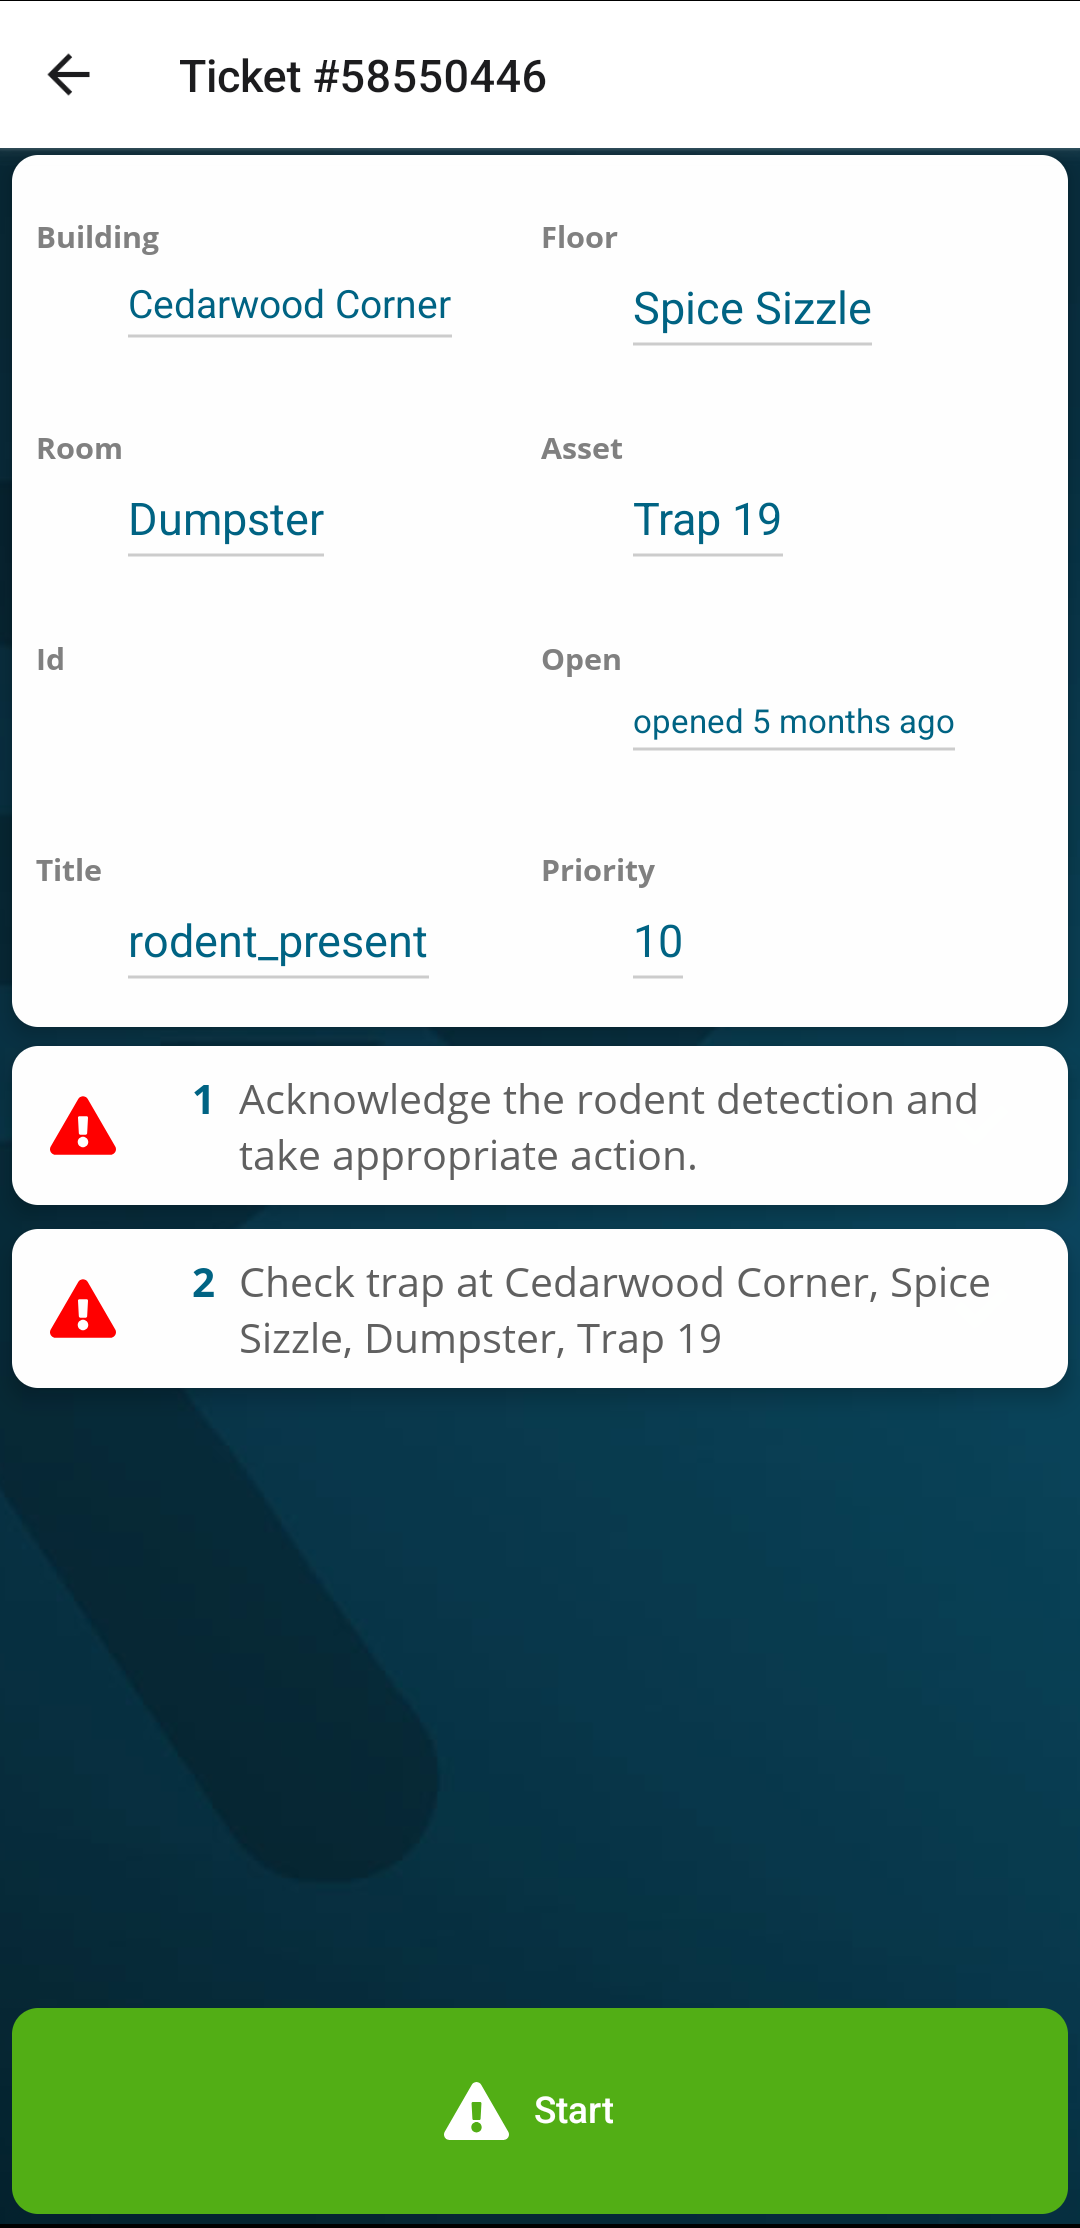 Ticket #58550446
Building
Floor
Cedarwood Corner
Spice Sizzle
Room
Asset
Dumpster
Trap 19
Id
Open
opened 5 months ago
Title
Priority
rodent_present
10
1 Acknowledge the rodent detection and
take appropriate action.
2 Check trap at Cedarwood Corner, Spice
Sizzle, Dumpster, Trap 19
Start